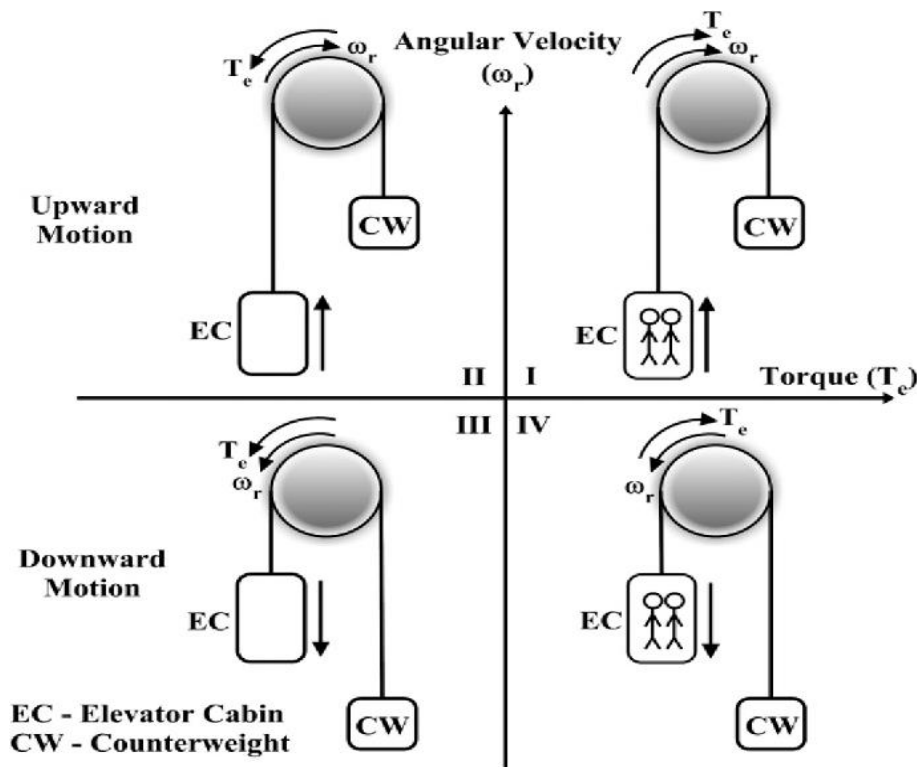 Angular Velocity
(ωr)
Te
ωr
Te
ωr
CW
CW
Upward
Motion
EC
EC
II
I
Torque (Te)
III
IV
Te
ωr
Te
ωr
Downward
Motion
EC
EC
CW
CW
EC - Elevator Cabin
CW - Counterweight